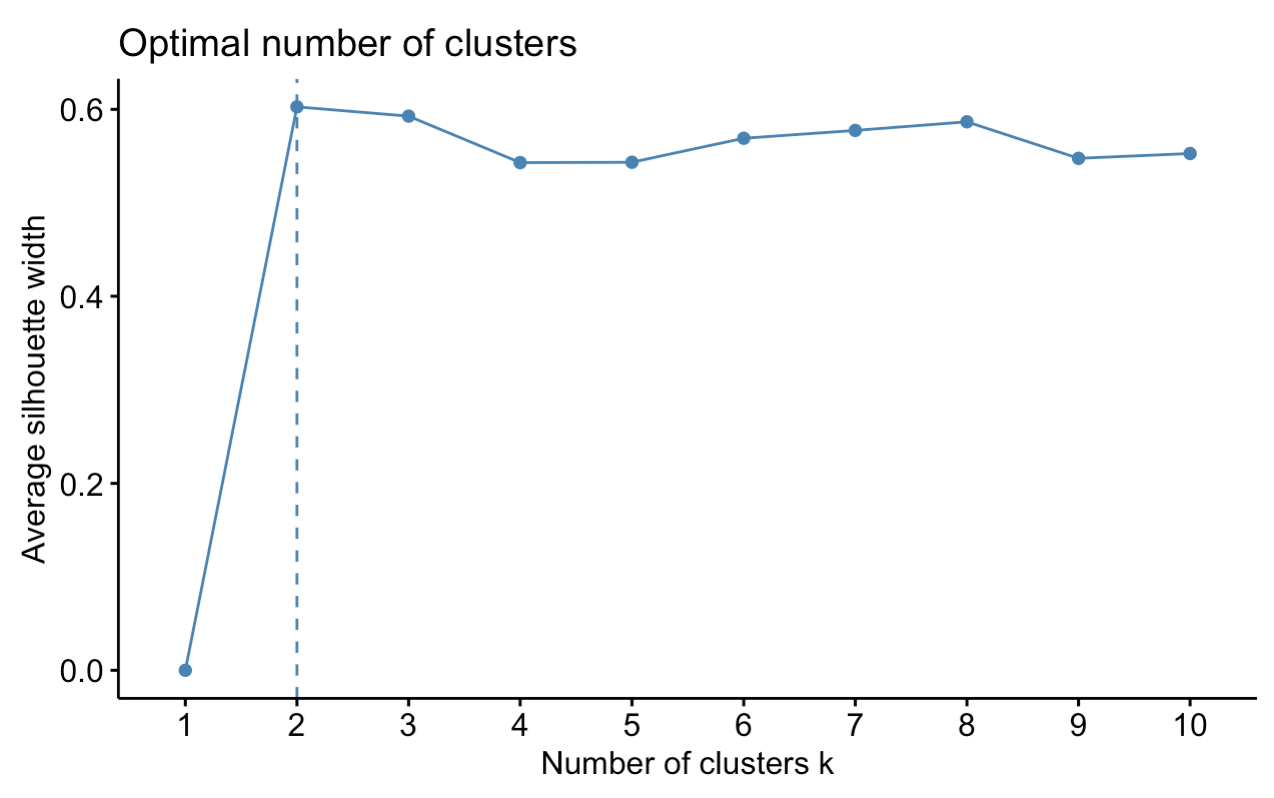 Optimal number of clusters
Average silhouette width
0.6
0.4
0.2
0.0
1 2 3 4 5 6 7 8 9 10
Number of clusters k